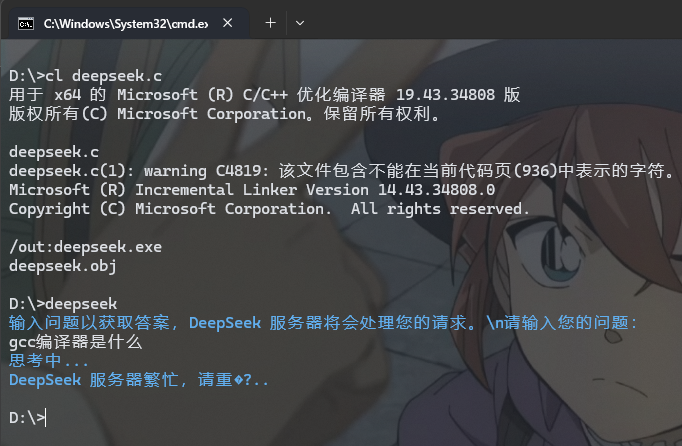 C:\Windows\System32\cmd.ex
D:\>cl deepseek.c
用于 x64 的 Microsoft (R) C/C++ 优化编译器 19.43.34808 版
版权所有(C) Microsoft Corporation。保留所有权利。
deepseek.c
deepseek.c(1): warning C4819: 该文件包含不能在当前代码页(936)中表示的字符。
Microsoft (R) Incremental Linker Version 14.43.34808.0
Copyright (C) Microsoft Corporation.  All rights reserved.
/out:deepseek.exe
deepseek.obj
D:\>deepseek
输入问题以获取答案，DeepSeek 服务器将会处理您的请求。\n请输入您的问题：
gcc编译器是什么
思考中...
DeepSeek 服务器繁忙，请重�?..
D:\>